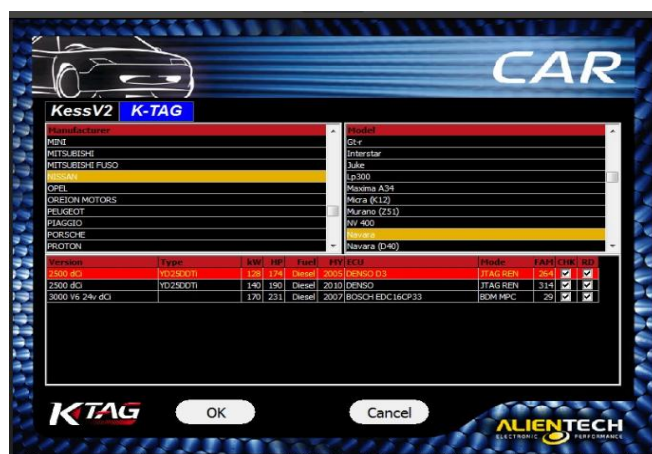 CAR
KessV2 K-TAG
Manufacturer Model
MINI Gt-r
MITSUBISHI Interstar
MITSUBISHI FUSO Juke
NISSAN Lp300
OPEL Maxima A34
OREION MOTORS Micra (K12)
PEUGEOT Murano (Z51)
PIAGGIO NV 400
PORSCHE Navara
PROTON Navara (D40)
Version Type kW HP Fuel MY ECU Mode FAM CHK RD
2500 dCi YD25DDTi 128 174 Diesel 2005 DENSO D3 JTAG REN 264
2500 dCi YD25DDTi 140 190 Diesel 2010 DENSO JTAG REN 314
3000 V6 24v dCi 170 231 Diesel 2007 BOSCH EDC16CP33 BDM MPC 29
KTAG OK Cancel
ALIENTECH
ELECTRONIC PERFORMANCE